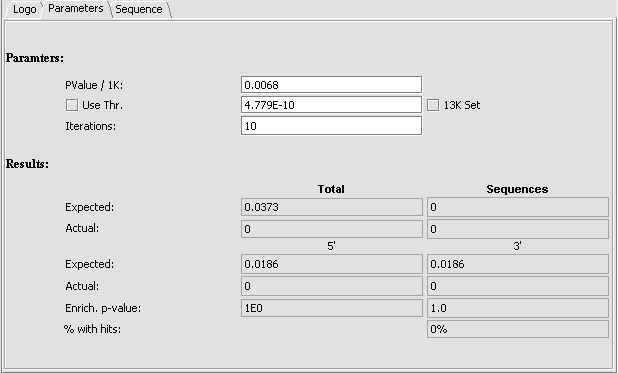 Logo Parameters Sequence
Paramters:
PValue / 1K: 0.0068
Use Thr. 4.779E-10 13K Set
Iterations: 10
Results:
Total Sequences
Expected: 0.0373 0
Actual: 0 0
5' 3'
Expected: 0.0186 0.0186
Actual: 0 0
Enrich. p-value: 1E0 1.0
% with hits: 0%